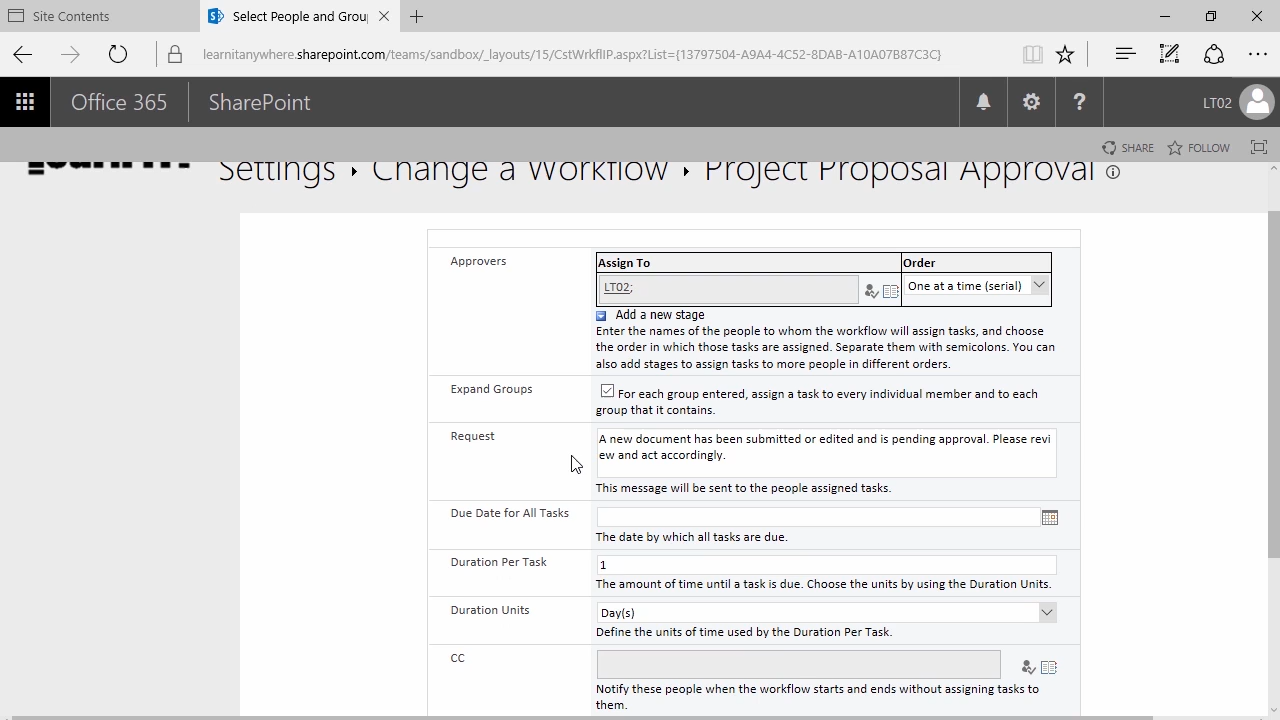 Site Contents
Select People and Grou
learnitanywhere.sharepoint.com/teams/sandbox/_layouts/15/CstWrkflIP.aspx?List={13797504-A9A4-4C52-8DAB-A10A07B87C3C}
Office 365
SharePoint
?
LT02
SHARE
FOLLOW
Settings ▸ Change a Workflow ▸ Project Proposal Approval
Approvers
Assign To
Order
LT02;
One at a time (serial)
Add a new stage
Enter the names of the people to whom the workflow will assign tasks, and choose
the order in which those tasks are assigned. Separate them with semicolons. You can
also add stages to assign tasks to more people in different orders.
Expand Groups
For each group entered, assign a task to every individual member and to each
group that it contains.
Request
A new document has been submitted or edited and is pending approval. Please revi
ew and act accordingly.
This message will be sent to the people assigned tasks.
Due Date for All Tasks
The date by which all tasks are due.
Duration Per Task
1
The amount of time until a task is due. Choose the units by using the Duration Units.
Duration Units
Day(s)
Define the units of time used by the Duration Per Task.
CC
Notify these people when the workflow starts and ends without assigning tasks to
them.